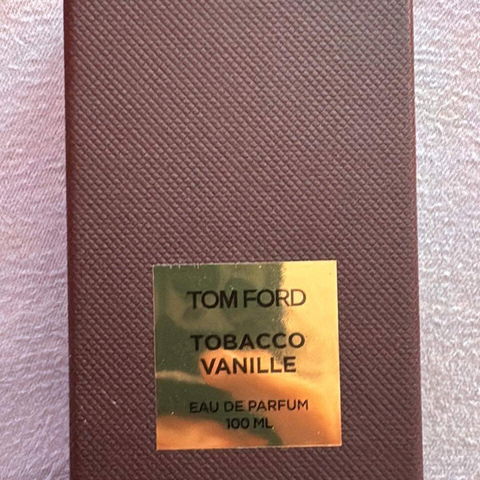 TOM FORD
TOBACCO
VANILLE
EAU DE PARFUM
100 ML